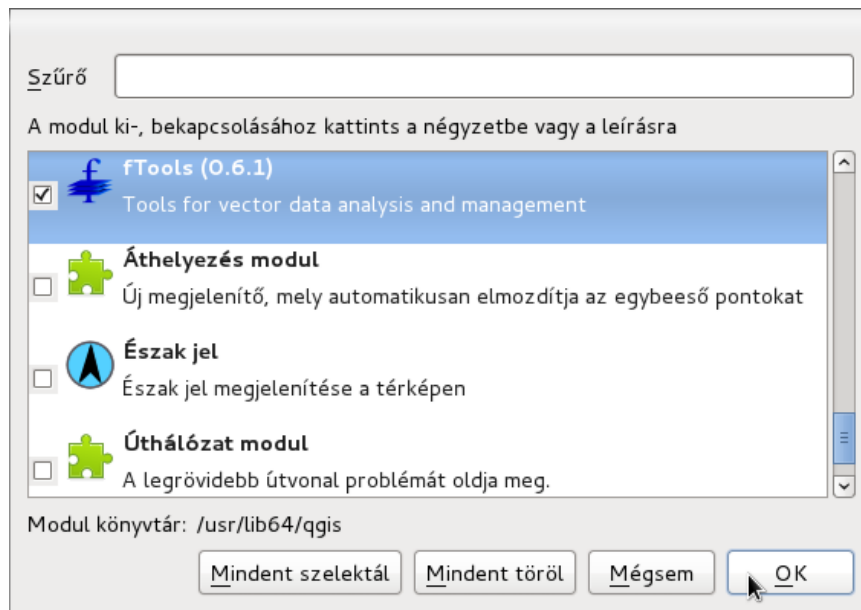 Szűrő
A modul ki-, bekapcsolásához kattints a négyzetbe vagy a leírásra
fTools (0.6.1)
Tools for vector data analysis and management
Áthelyezés modul
Új megjelenítő, mely automatikusan elmozdítja az egybeeső pontokat
Észak jel
Észak jel megjelenítése a térképen
Úthálózat modul
A legrövidebb útvonal problémát oldja meg.
Modul könyvtár: /usr/lib64/qgis
Mindent szelektál Mindent töröl Mégsem OK